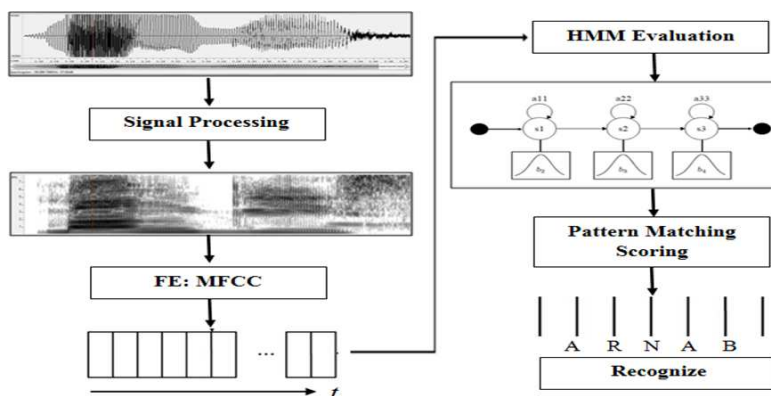 Signal Processing
FE: MFCC
...
t
HMM Evaluation
a11 a22 a33
s1 s2 s3
Pattern Matching
Scoring
A R N A B
Recognize